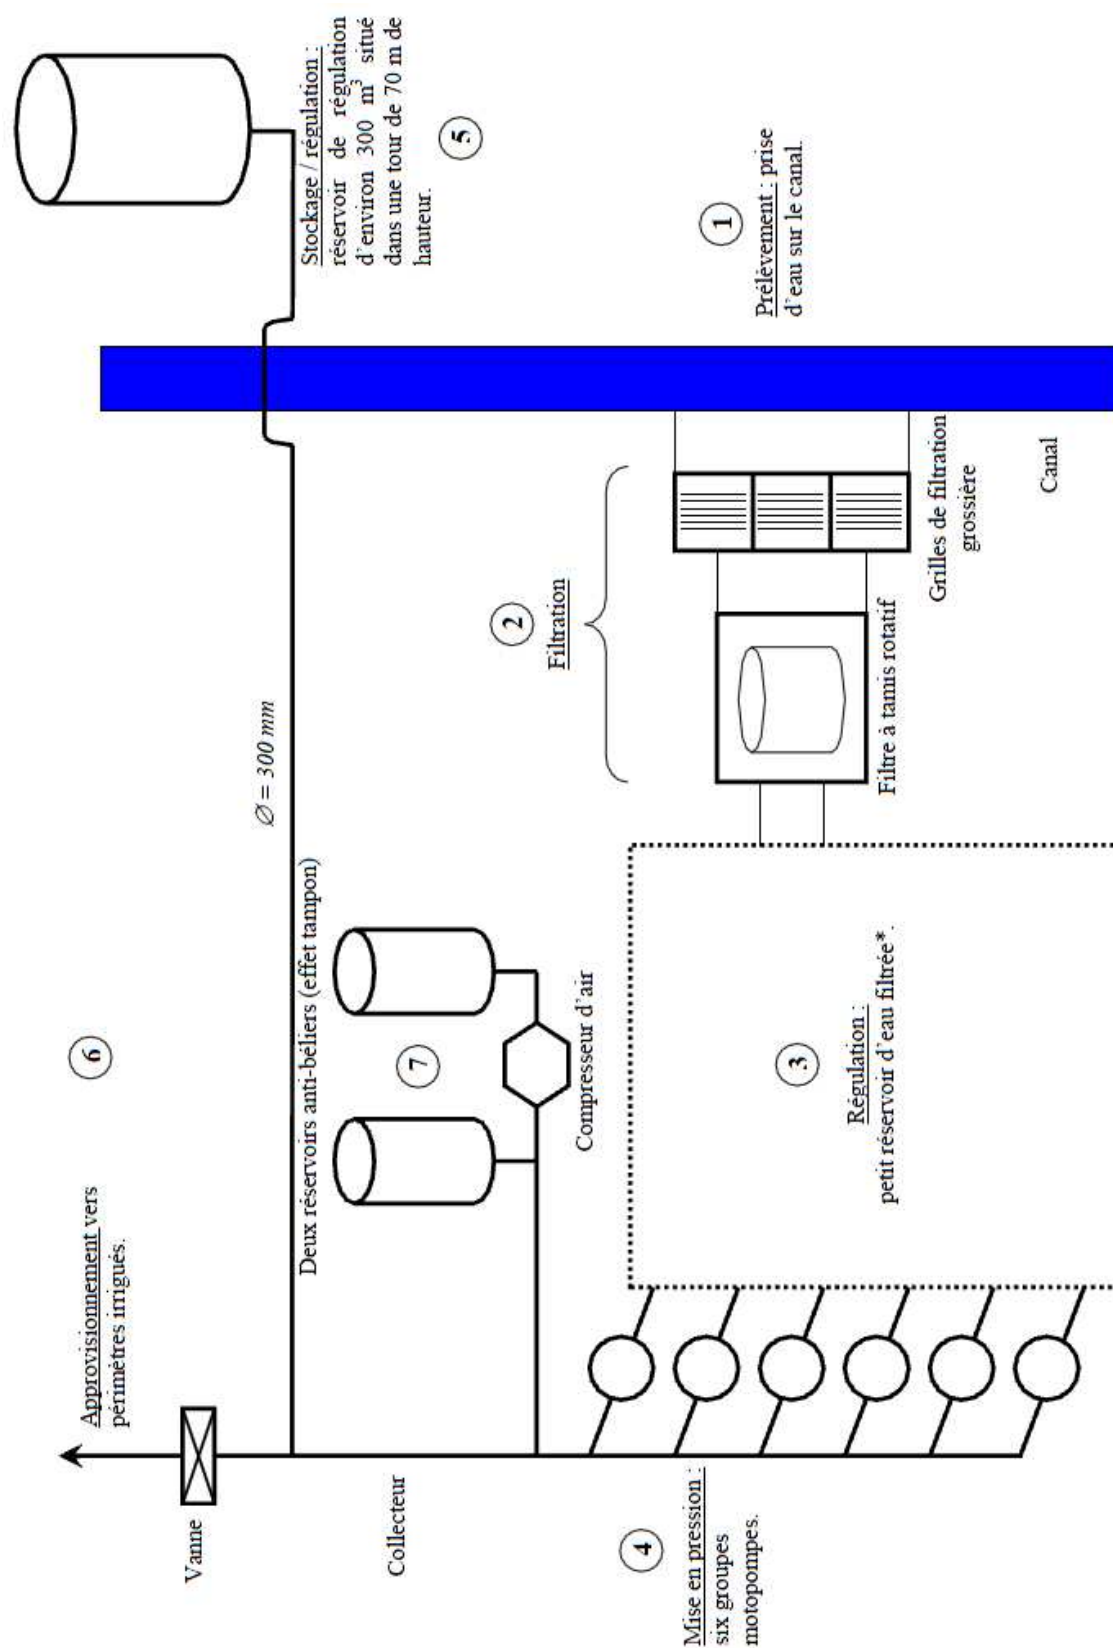 6
Approvisionnement vers
périmètres irrigués.
Vanne
Ø = 300 mm
Stockage / régulation :
réservoir de régulation
d'environ 300 m³ situé
dans une tour de 70 m de
hauteur.
5
Deux réservoirs anti-béliers (effet tampon)
7
Collecteur
Compresseur d'air
2
Filtration
4
Mise en pression :
six groupes
motopompes.
1
Prélèvement : prise
d'eau sur le canal.
3
Régulation :
petit réservoir d'eau filtrée*.
Filtre à tamis rotatif
Grilles de filtration
grossière
Canal